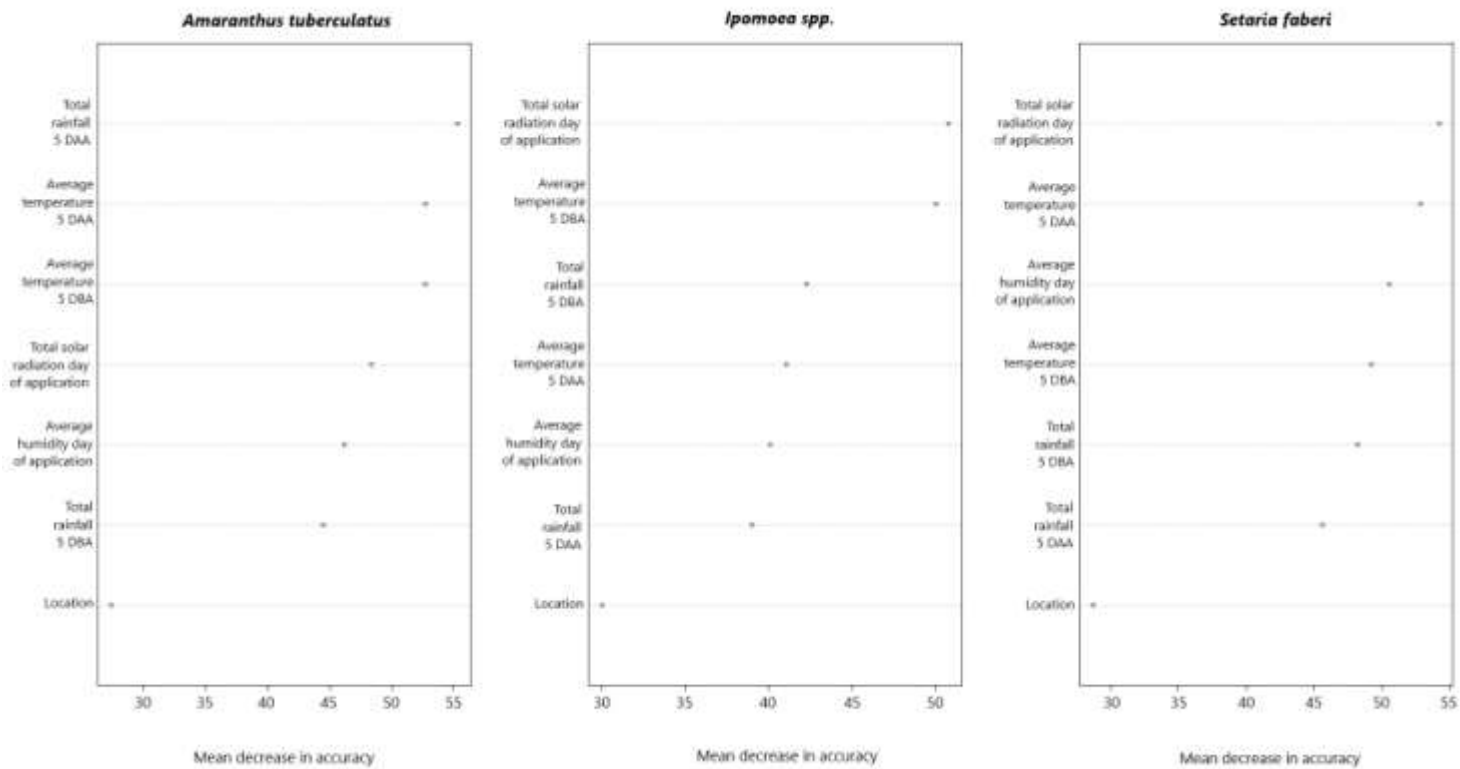 Amaranthus tuberculatus
Total
rainfall
5 DAA
Average
temperature
5 DAA
Average
temperature
5 DBA
Total solar
radiation day
of application
Average
humidity day
of application
Total
rainfall
5 DBA
Location
30 35 40 45 50 55
Mean decrease in accuracy
Ipomoea spp.
Total solar
radiation day
of application
Average
temperature
5 DBA
Total
rainfall
5 DBA
Average
temperature
5 DAA
Average
humidity day
of application
Total
rainfall
5 DAA
Location
30 35 40 45 50
Mean decrease in accuracy
Setaria faberi
Total solar
radiation day
of application
Average
temperature
5 DAA
Average
humidity day
of application
Average
temperature
5 DBA
Total
rainfall
5 DBA
Total
rainfall
5 DAA
Location
30 35 40 45 50 55
Mean decrease in accuracy